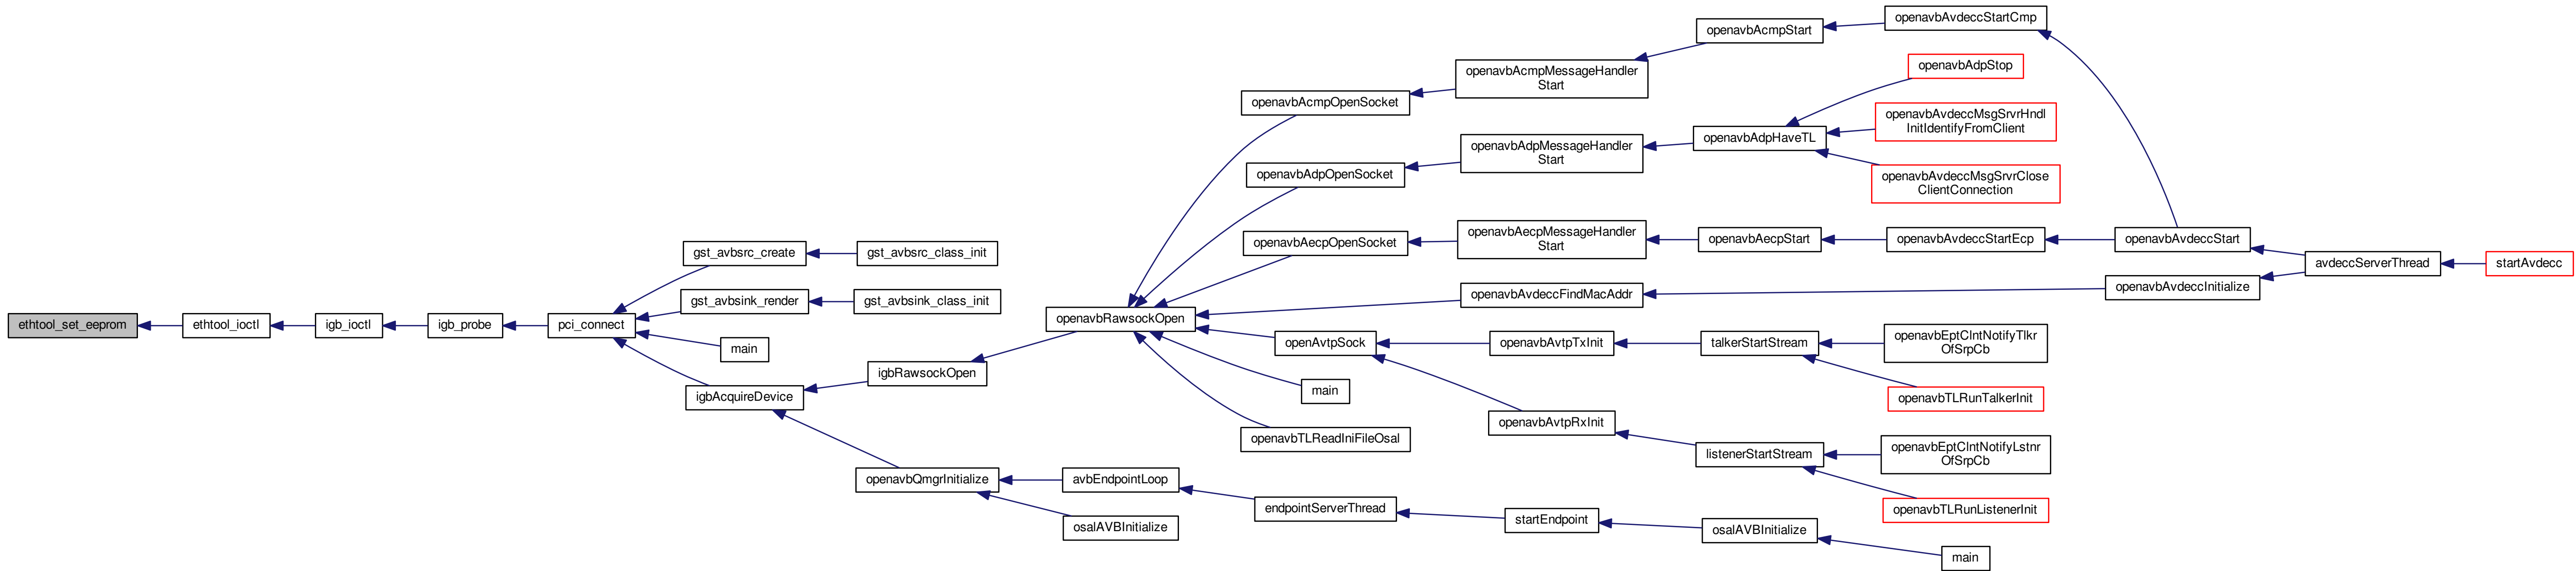 ethtool_set_eeprom
ethtool_ioctl
igb_ioctl
igb_probe
pci_connect
gst_avbsrc_create
gst_avbsrc_class_init
gst_avbsink_render
gst_avbsink_class_init
main
igbAcquireDevice
igbRawsockOpen
openavbRawsockOpen
openavbAcmpOpenSocket
openavbAcmpMessageHandler
Start
openavbAcmpStart
openavbAvdeccStartCmp
openavbAdpOpenSocket
openavbAdpMessageHandler
Start
openavbAdpHaveTL
openavbAdpStop
openavbAvdeccMsgSrvrHndl
InitIdentifyFromClient
openavbAvdeccMsgSrvrClose
ClientConnection
openavbAecpOpenSocket
openavbAecpMessageHandler
Start
openavbAecpStart
openavbAvdeccStartEcp
openavbAvdeccStart
avdeccServerThread
startAvdecc
openavbAvdeccFindMacAddr
openavbAvdeccInitialize
openAvtpSock
openavbAvtpTxInit
talkerStartStream
openavbEptClntNotifyTlkr
OfSrpCb
openavbTLRunTalkerInit
main
openavbAvtpRxInit
listenerStartStream
openavbEptClntNotifyLstnr
OfSrpCb
openavbTLRunListenerInit
openavbTLReadIniFileOsal
openavbQmgrInitialize
avbEndpointLoop
endpointServerThread
startEndpoint
osalAVBInitialize
main
osalAVBInitialize